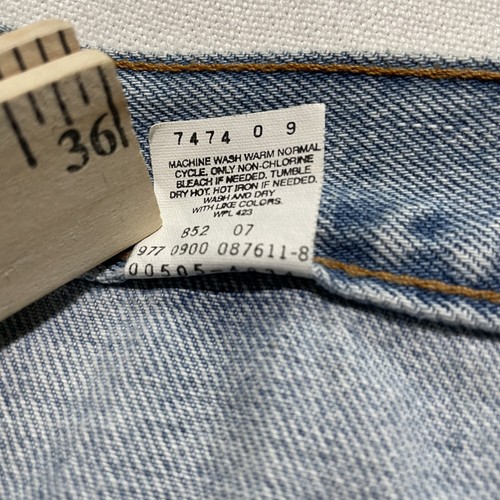 36
7474 0 9
MACHINE WASH WARM NORMAL
CYCLE, ONLY NON-CHLORINE
BLEACH IF NEEDED. TUMBLE
DRY HOT. HOT IRON IF NEEDED.
WASH AND DRY
WITH LIKE COLORS.
WPL 423
852 07
977 0900 087611-8